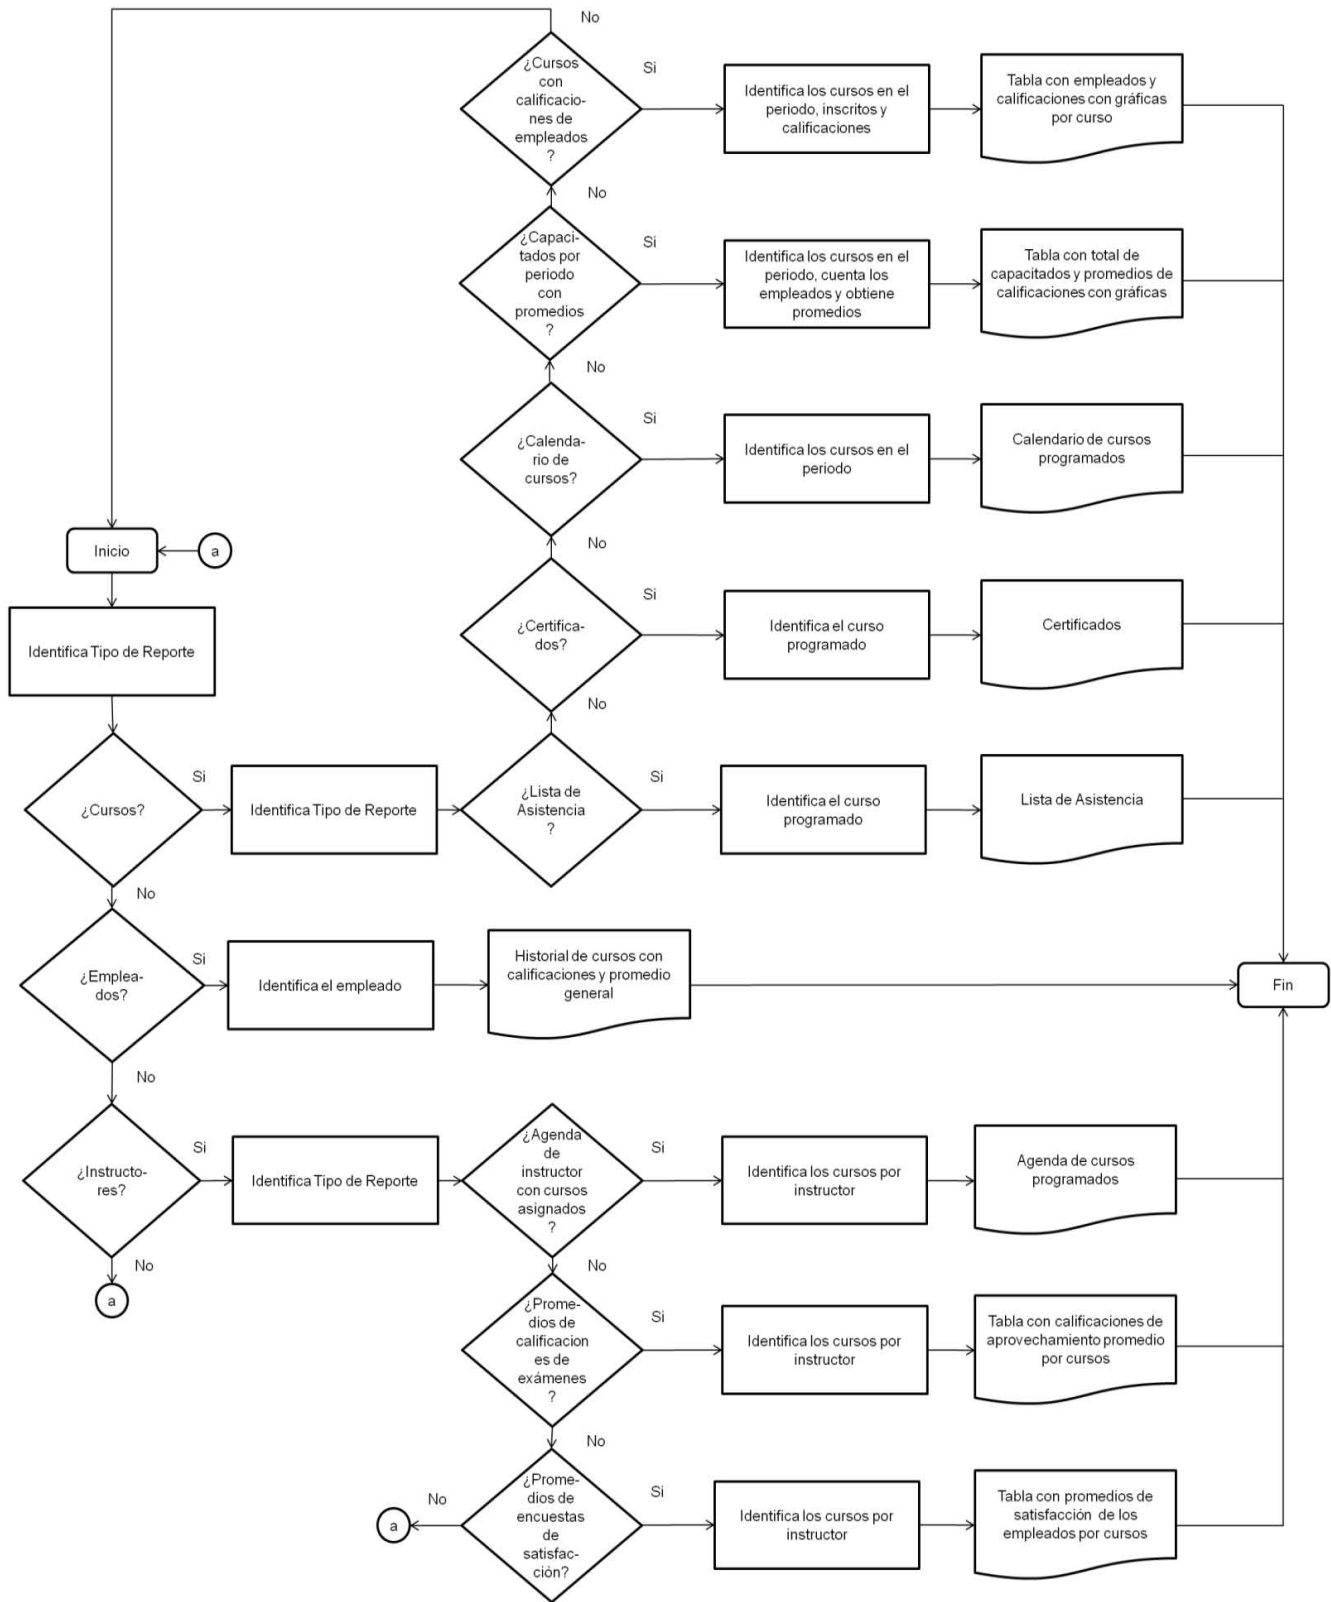 No
¿Cursos
con
calificacio-
nes de
empleados
?
Si
Identifica los cursos en el
periodo, inscritos y
calificaciones
Tabla con empleados y
calificaciones con gráficas
por curso
No
¿Capaci-
tados por
periodo
con
promedios
?
Si
Identifica los cursos en el
periodo, cuenta los
empleados y obtiene
promedios
Tabla con total de
capacitados y promedios de
calificaciones con gráficas
No
¿Calenda-
rio de
cursos?
Si
Identifica los cursos en el
periodo
Calendario de cursos
programados
Inicio
a
No
¿Certifica-
dos?
Si
Identifica el curso
programado
Certificados
Identifica Tipo de Reporte
No
¿Cursos?
Si
Identifica Tipo de Reporte
¿Lista de
Asistencia
?
Si
Identifica el curso
programado
Lista de Asistencia
No
¿Emplea-
dos?
Si
Identifica el empleado
Historial de cursos con
calificaciones y promedio
general
Fin
No
¿Instructo-
res?
Si
Identifica Tipo de Reporte
¿Agenda
de
instructor
con cursos
asignados
?
Si
Identifica los cursos por
instructor
Agenda de cursos
programados
No
a
No
¿Prome-
dios de
calificacion
es de
exámenes
?
Si
Identifica los cursos por
instructor
Tabla con calificaciones de
aprovechamiento promedio
por cursos
No
¿Prome-
dios de
encuestas
de
satisfac-
ción?
No
a
Si
Identifica los cursos por
instructor
Tabla con promedios de
satisfacción de los
empleados por cursos